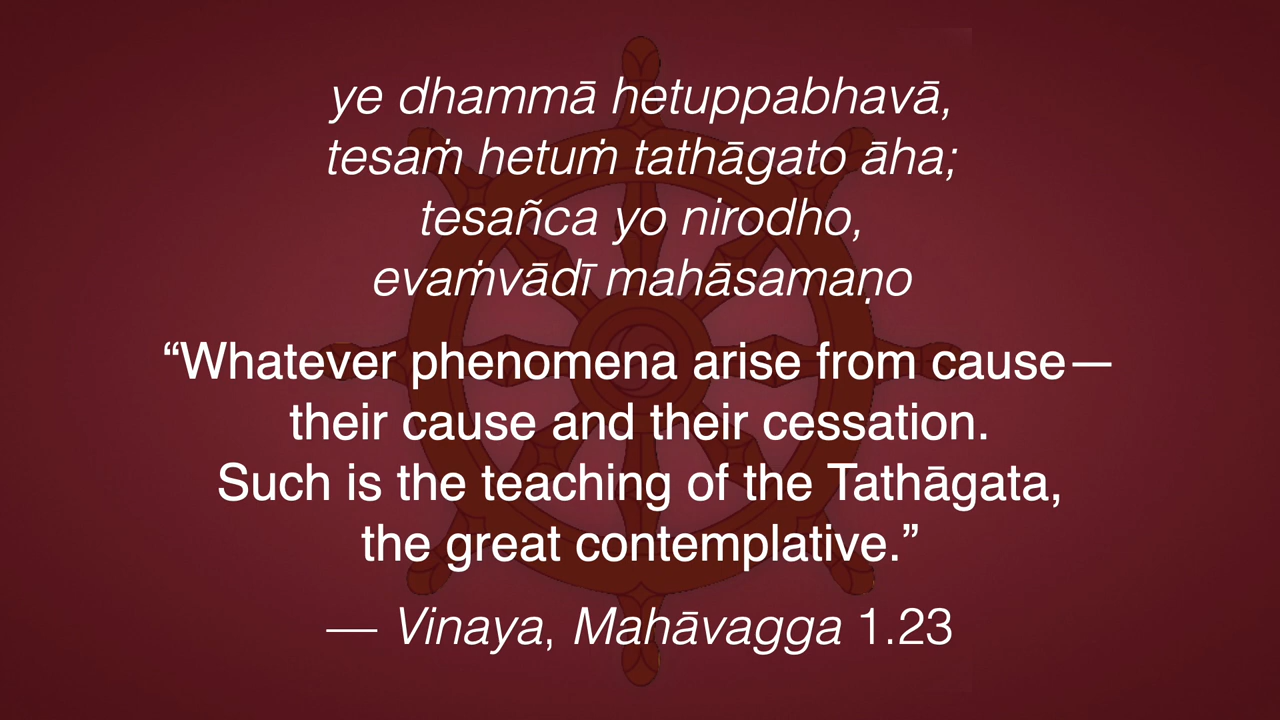 ye dhammā hetuppabhavā,
tesaṁ hetuṁ tathāgato āha;
tesañca yo nirodho,
evaṁvādī mahāsamaṇo
“Whatever phenomena arise from cause—
their cause and their cessation.
Such is the teaching of the Tathāgata,
the great contemplative.”
— Vinaya, Mahāvagga 1.23